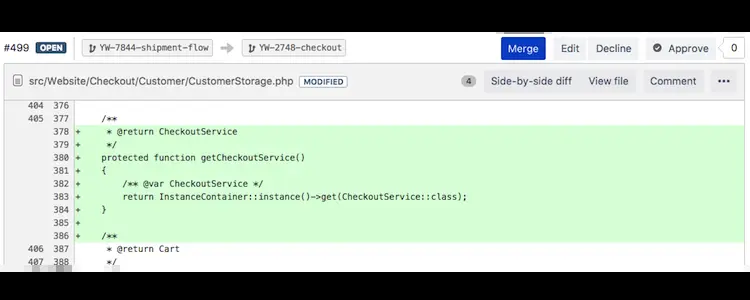 #499 OPEN YW-7844-shipment-flow YW-2748-checkout Merge Edit Decline Approve 0
src/Website/Checkout/Customer/CustomerStorage.php MODIFIED 4 Side-by-side diff View file Comment •••
404 376
405 377 /**
378 + * @return CheckoutService
379 + */
380 + protected function getCheckoutService()
381 + {
382 + /** @var CheckoutService */
383 + return InstanceContainer::instance()->get(CheckoutService::class);
384 + }
385 +
386 + /**
406 387 * @return Cart
407 388 */